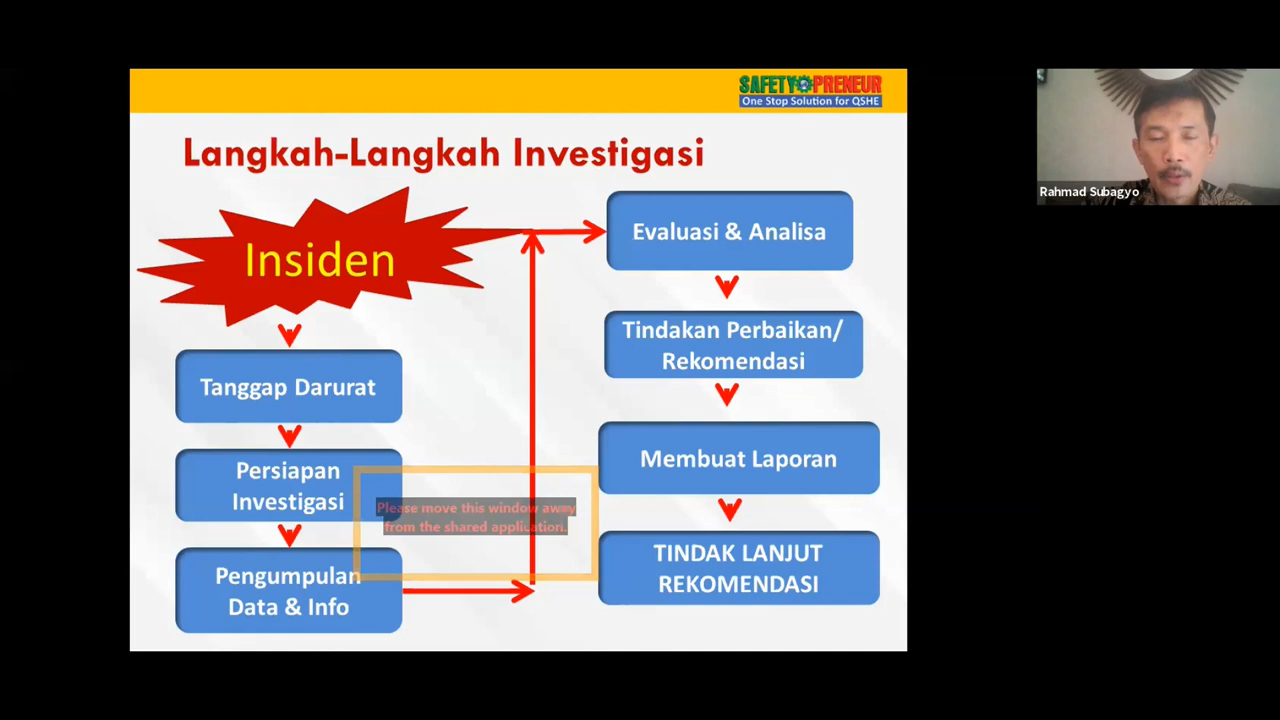 SAFETYPRENEUR
One Stop Solution for QSHE
Rahmad Subagyo
Langkah-Langkah Investigasi
Insiden
Tanggap Darurat
Persiapan
Investigasi
Pengumpulan
Data & Info
Please move this window away
from the shared application.
Evaluasi & Analisa
Tindakan Perbaikan/
Rekomendasi
Membuat Laporan
TINDAK LANJUT
REKOMENDASI